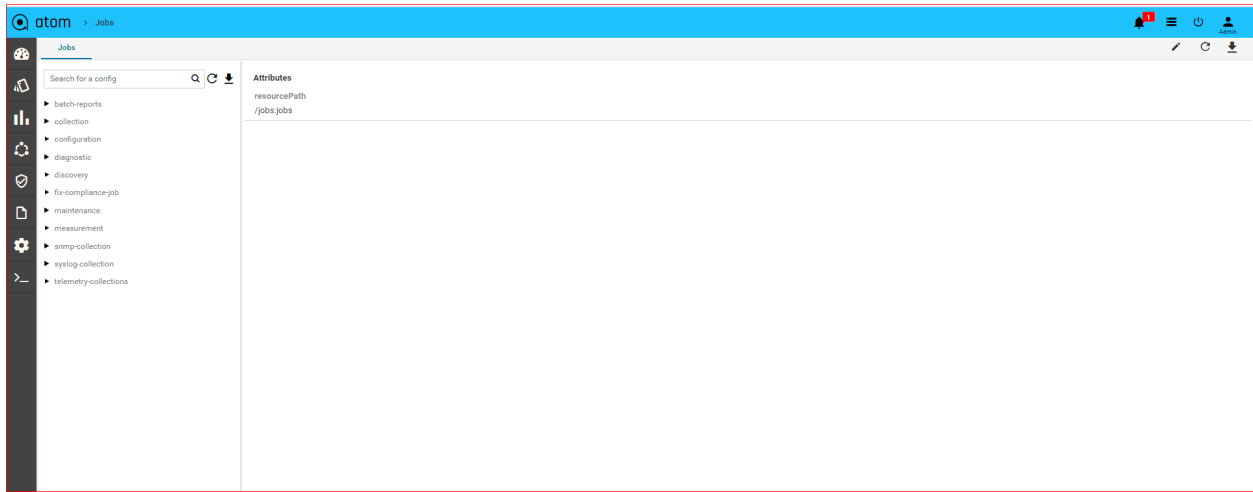 atom > Jobs
1
Admin
Jobs
Search for a config
batch-reports
collection
configuration
diagnostic
discovery
fix-compliance-job
maintenance
measurement
snmp-collection
syslog-collection
telemetry-collections
Attributes
resourcePath
/jobs:jobs